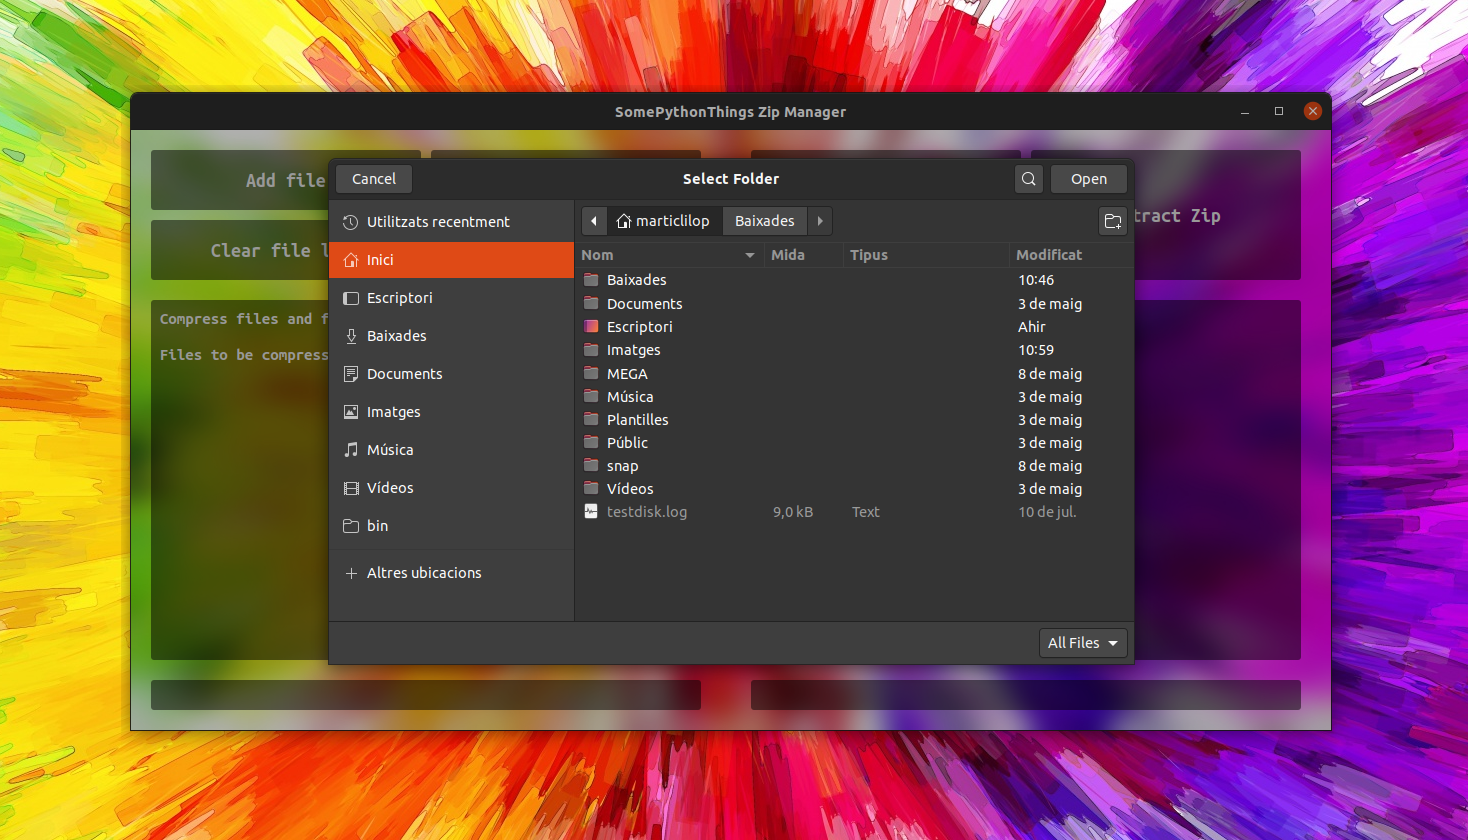 SomePythonThings Zip Manager
Add file
Clear file l
Compress files and f
Files to be compress
tract Zip
Cancel
Select Folder
Open
Utilitzats recentment
Inici
Escriptori
Baixades
Documents
Imatges
Música
Vídeos
bin
Altres ubicacions
marticlilop Baixades
Nom Mida Tipus Modificat
Baixades 10:46
Documents 3 de maig
Escriptori Ahir
Imatges 10:59
MEGA 8 de maig
Música 3 de maig
Plantilles 3 de maig
Públic 3 de maig
snap 8 de maig
Vídeos 3 de maig
testdisk.log 9,0 kB Text 10 de jul.
All Files